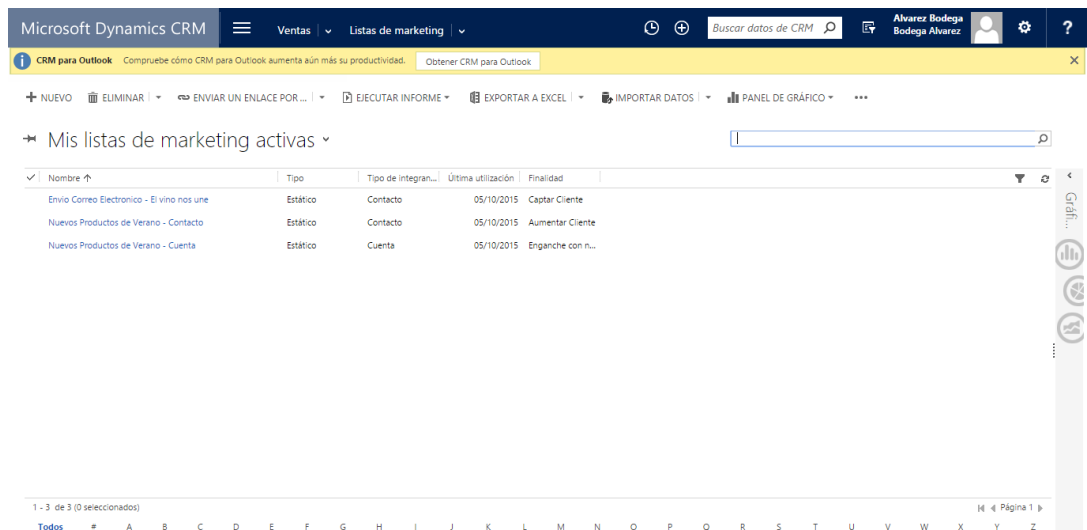 Microsoft Dynamics CRM Ventas Listas de marketing Buscar datos de CRM Alvarez Bodega
Bodega Alvarez ?
CRM para Outlook Compruebe cómo CRM para Outlook aumenta aún más su productividad. Obtener CRM para Outlook
NUEVO ELIMINAR ENVIAR UN ENLACE POR ... EJECUTAR INFORME EXPORTAR A EXCEL IMPORTAR DATOS PANEL DE GRÁFICO ...
Mis listas de marketing activas
Nombre Tipo Tipo de integran... Última utilización Finalidad
Envio Correo Electronico - El vino nos une Estático Contacto 05/10/2015 Captar Cliente
Nuevos Productos de Verano - Contacto Estático Contacto 05/10/2015 Aumentar Cliente
Nuevos Productos de Verano - Cuenta Estático Cuenta 05/10/2015 Enganche con n...
Gráfi...
1 - 3 de 3 (0 seleccionados) Página 1
Todos # A B C D E F G H I J K L M N O P Q R S T U V W X Y Z